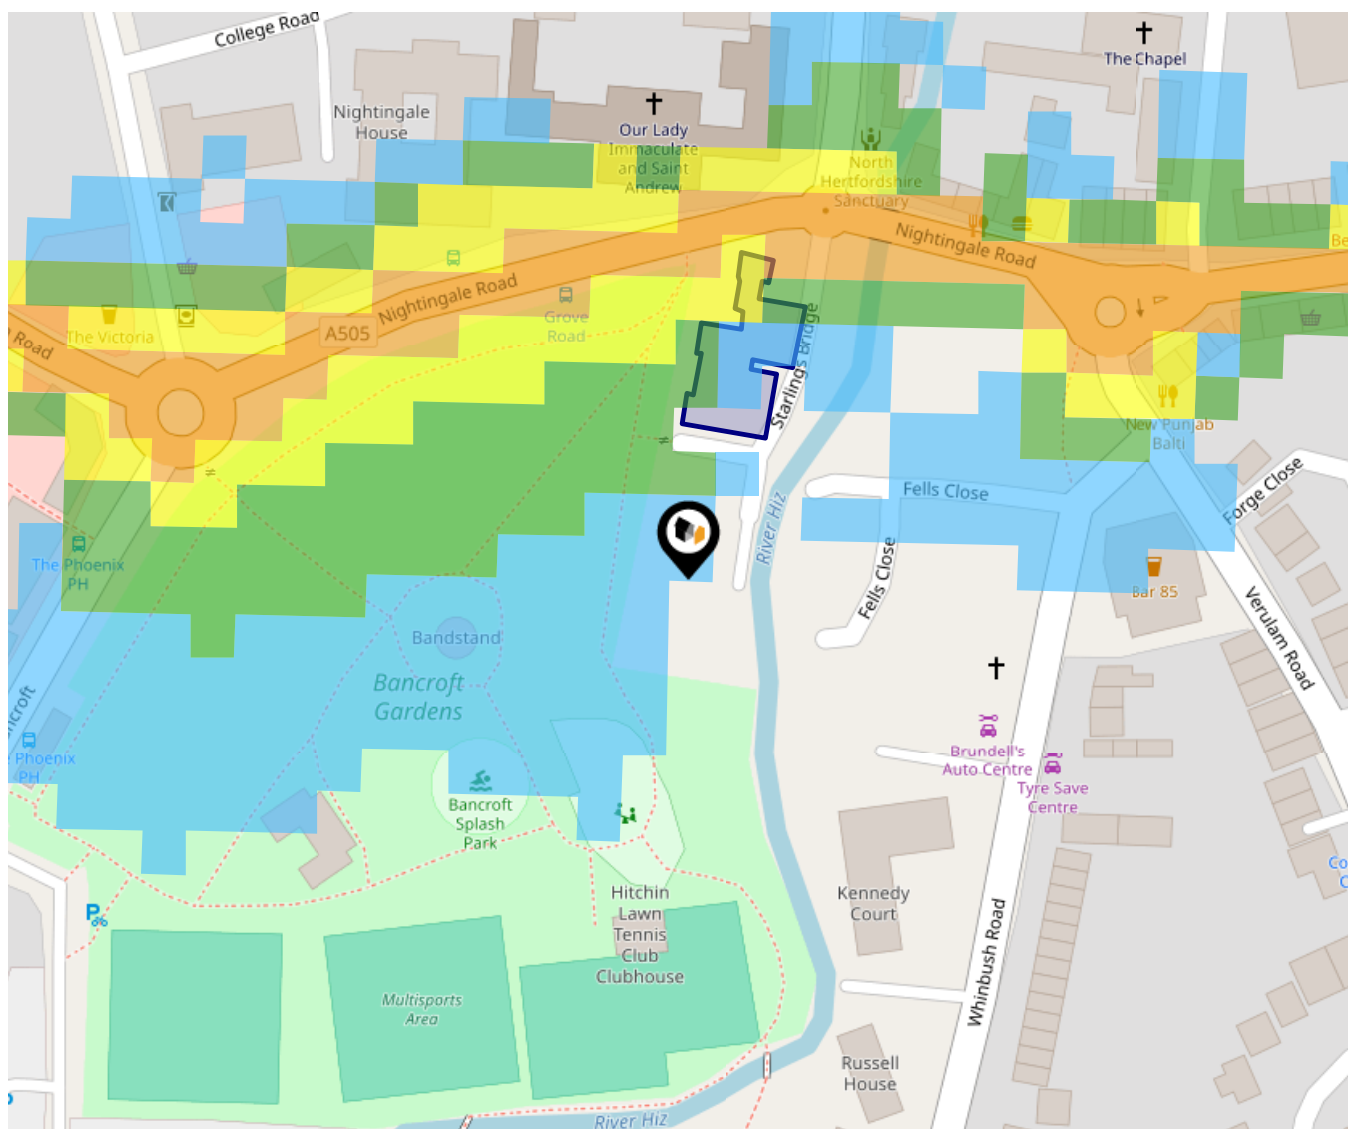 College Road
The Chapel
Nightingale
House
Our Lady
Immaculate
and Saint
Andrew
North
Hertfordshire
Sanctuary
Nightingale Road
Be
Nightingale Road
Grove
Road
A505
The Victoria
Road
Starlings Bridge
New Punjab
Balti
Fells Close
Forge Close
River Hiz
Fells Close
The Phoenix
PH
Bar 85
Verulam Road
Bandstand
Bancroft
Gardens
ncroft
e Phoenix
PH
Brundell's
Auto Centre
Tyre Save
Centre
Bancroft
Splash
Park
Co
C
P
Hitchin
Lawn
Tennis
Club
Clubhouse
Kennedy
Court
Whinbush Road
Multisports
Area
Russell
House
River Hiz